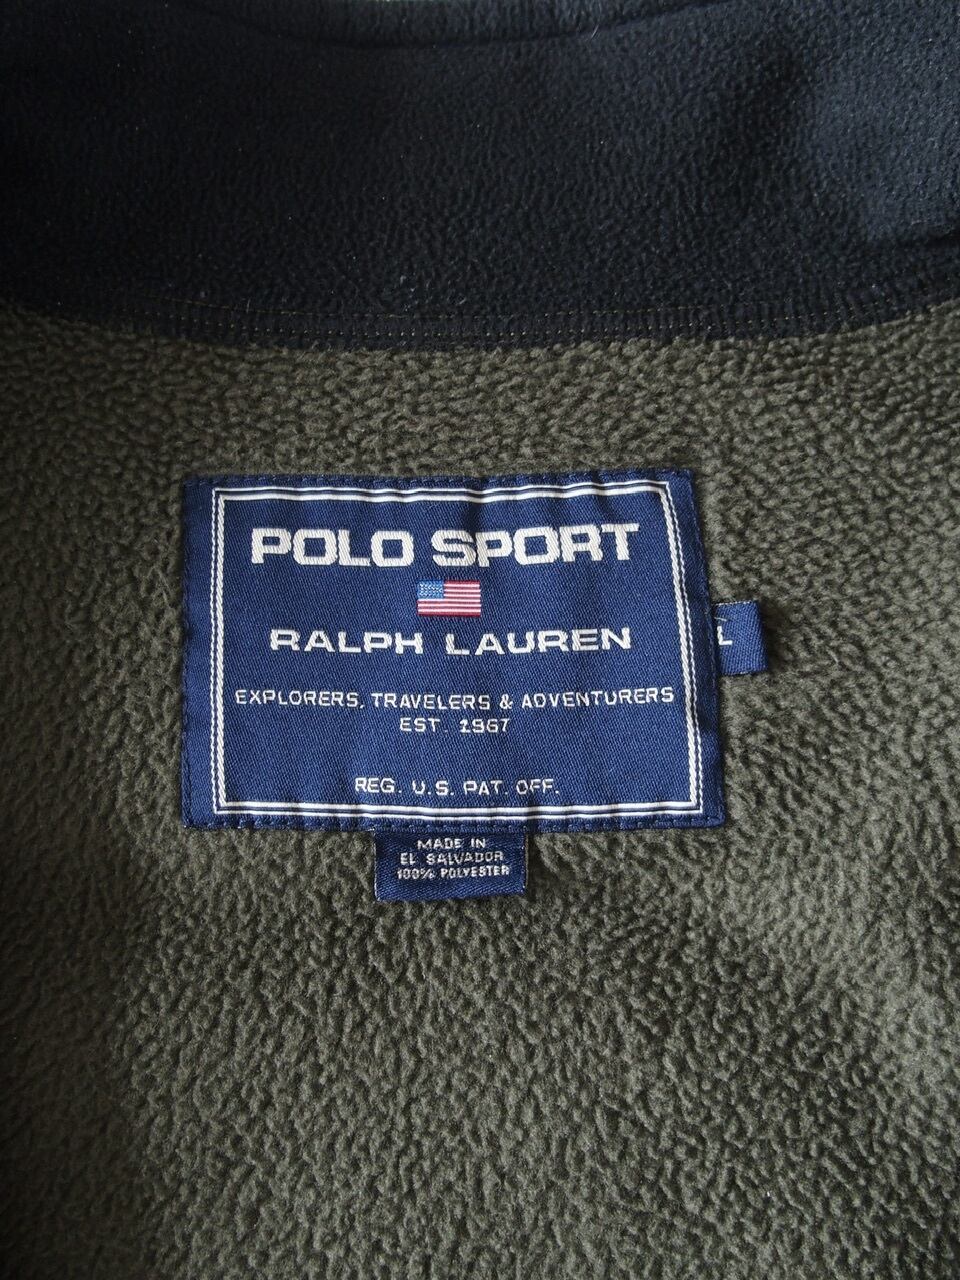 POLO SPORT
RALPH LAUREN
L
EXPLORERS, TRAVELERS & ADVENTURERS
EST. 1967
REG. U.S. PAT. OFF.
MADE IN
EL SALVADOR
100% POLYESTER